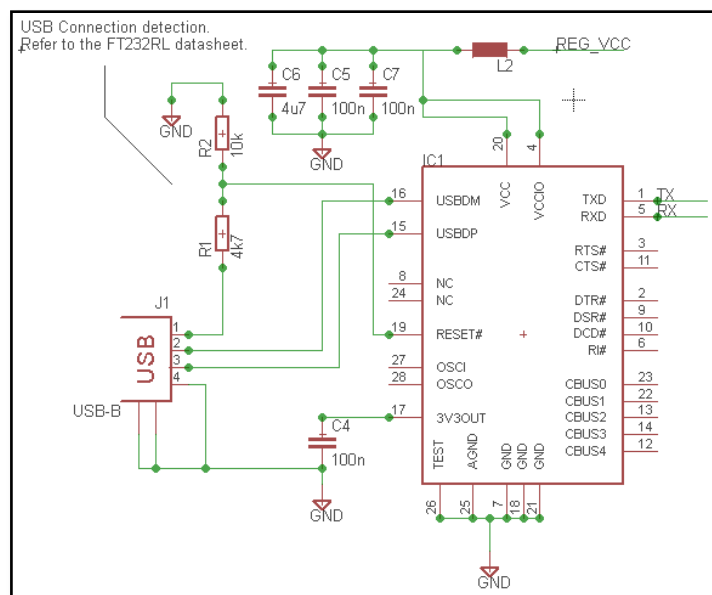 USB Connection detection.
Refer to the FT232RL datasheet.
REG_VCC
L2
C6
C5
C7
4u7
100n
100n
GND
GND
R2
10k
IC1
20
4
VCC
VCCIO
16
USBDM
TXD
1
TX
RXD
5
RX
15
USBDP
R1
4k7
RTS#
3
CTS#
11
8
NC
24
NC
DTR#
2
DSR#
9
DCD#
10
RI#
6
J1
1
2
3
4
USB
USB-B
19
RESET#
27
OSCI
28
OSCO
CBUS0
23
CBUS1
22
CBUS2
13
CBUS3
14
CBUS4
12
17
3V3OUT
C4
100n
GND
TEST
AGND
GND
GND
GND
26
25
7
18
21
GND